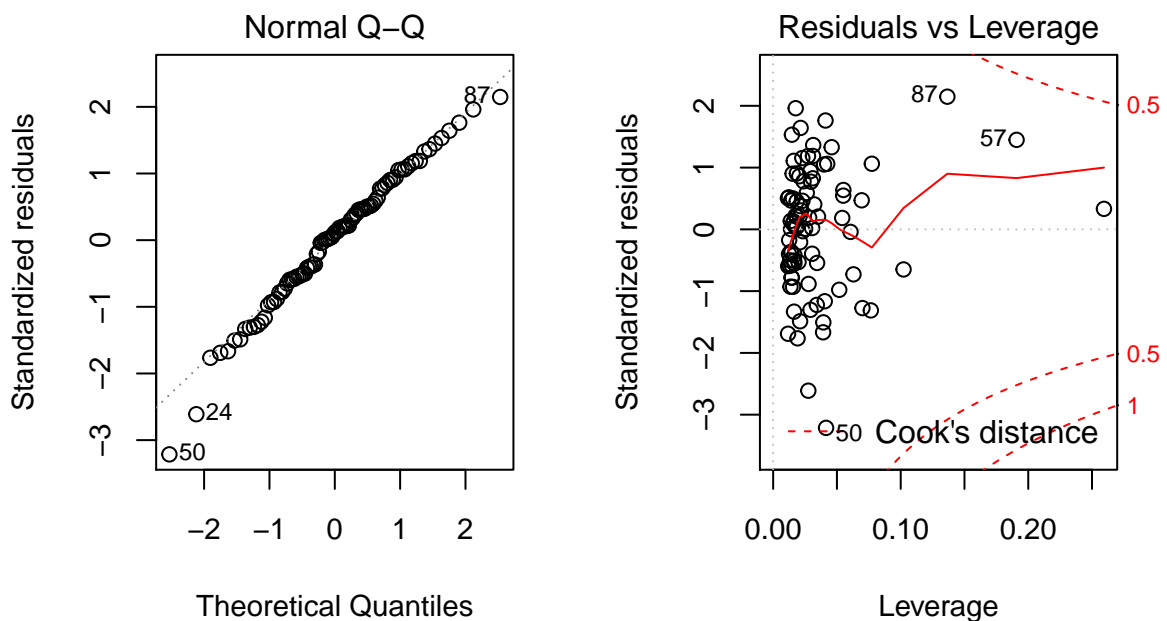 Normal Q−Q
Standardized residuals
2
1
0
−1
−2
−3
87
24
50
−2 −1 0 1 2
Theoretical Quantiles
Residuals vs Leverage
Standardized residuals
2
1
0
−1
−2
−3
87
57
0.5
0.5
1
50 Cook's distance
0.00 0.10 0.20
Leverage